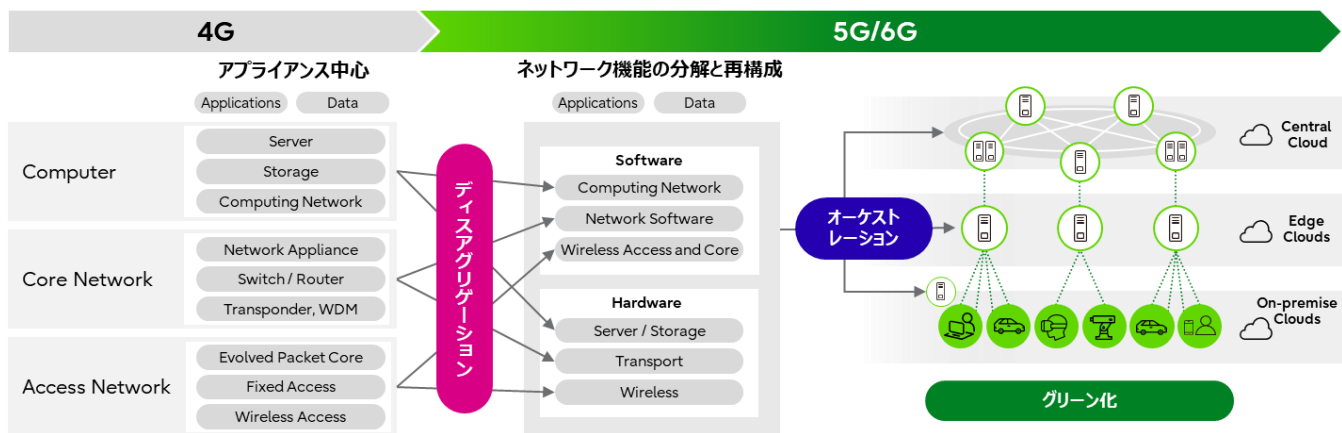 4G
5G/6G
アプライアンス中心
Applications
Data
Computer
Server
Storage
Computing Network
Core Network
Network Appliance
Switch / Router
Transponder, WDM
Access Network
Evolved Packet Core
Fixed Access
Wireless Access
ディスアグリゲーション
ネットワーク機能の分解と再構成
Applications
Data
Software
Computing Network
Network Software
Wireless Access and Core
Hardware
Server / Storage
Transport
Wireless
オーケスト
レーション
Central
Cloud
Edge
Clouds
On-premise
Clouds
グリーン化